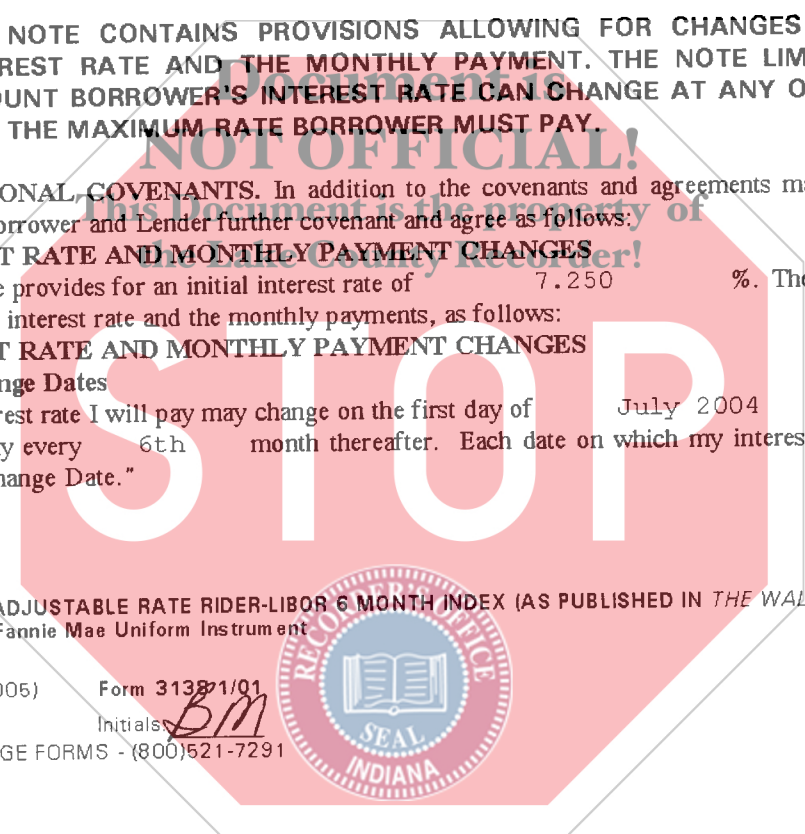 NOTE CONTAINS PROVISIONS ALLOWING FOR CHANGES
REST RATE AND THE MONTHLY PAYMENT. THE NOTE LIM
Document is
OUNT BORROWER'S INTEREST RATE CAN CHANGE AT ANY O
THE MAXIMUM RATE BORROWER MUST PAY.
NOT OFFICIAL!
ONAL COVENANTS. In addition to the covenants and agreements ma
This Document is the property of
orrower and Lender further covenant and agree as follows:
T RATE AND MONTHLY PAYMENT CHANGES
the Lake County Recorder!
e provides for an initial interest rate of 7.250 %. The
interest rate and the monthly payments, as follows:
T RATE AND MONTHLY PAYMENT CHANGES
nge Dates
rest rate I will pay may change on the first day of July 2004
y every 6th month thereafter. Each date on which my interes
hange Date."
STOP
ADJUSTABLE RATE RIDER-LIBOR 6 MONTH INDEX (AS PUBLISHED IN THE WAL
Fannie Mae Uniform Instrument
RECORDER'S OFFICE
005) Form 3138 1/01
Initials: BM
GE FORMS - (800)521-7291
SEAL
INDIANA